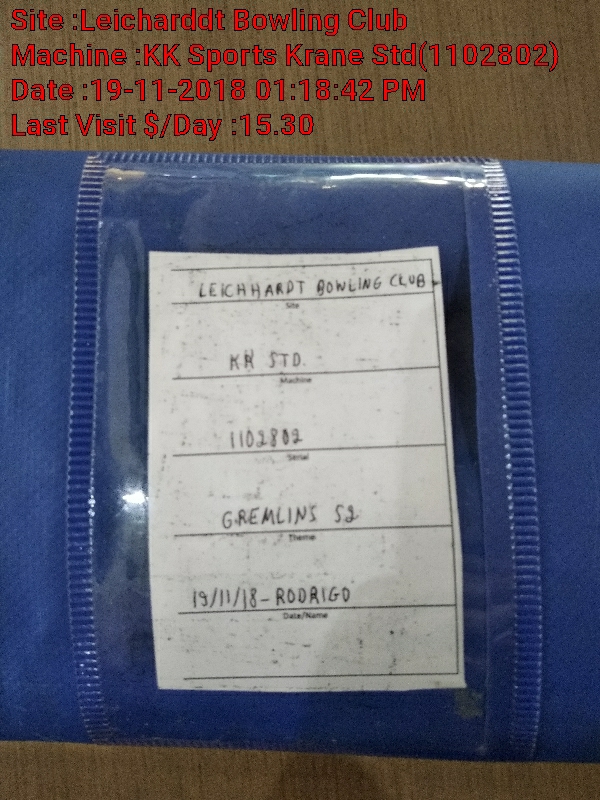 Site :Leicharddt Bowling Club
Machine :KK Sports Krane Std(1102802)
Date :19-11-2018 01:18:42 PM
Last Visit $/Day :15.30
LEICHHARDT BOWLING CLUB
Site
KK STD.
Machine
1102802
Serial
GREMLINS S2
Theme
19/11/18-RODRIGO
Date/Name